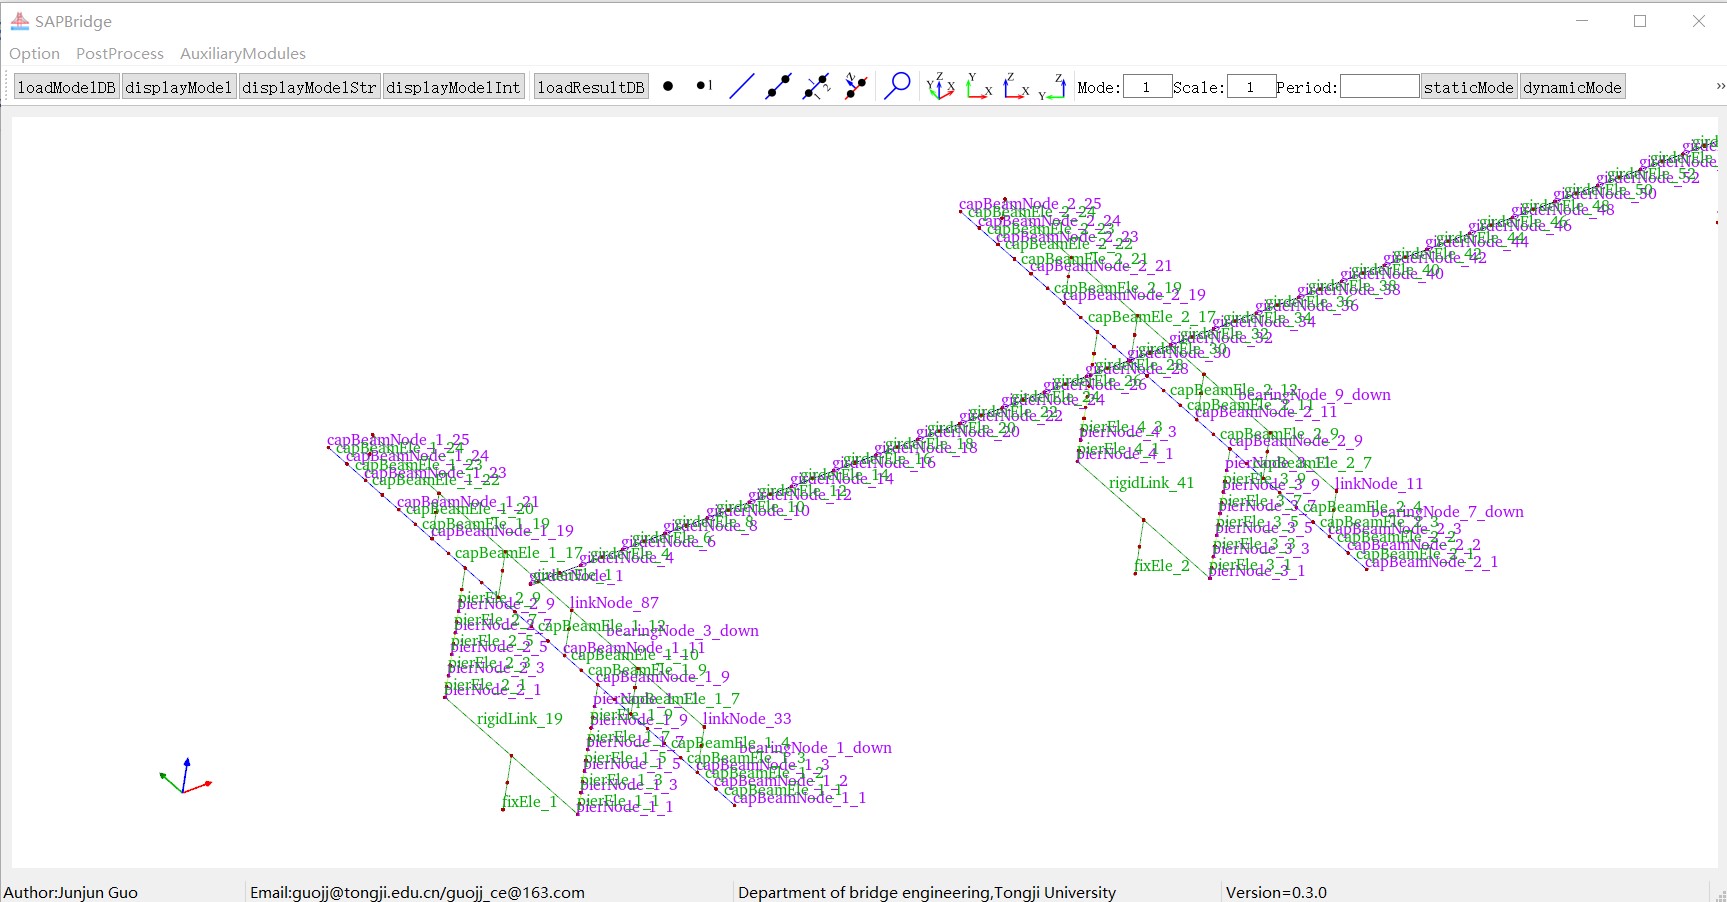 SAPBridge
Option PostProcess AuxiliaryModules
loadModelDB displayModel displayModelStr displayModelInt loadResultDB Mode: 1 Scale: 1 Period: staticMode dynamicMode »
capBeamNode_2_25
capBeamEle_2_24
capBeamNode_2_24
capBeamEle_2_23
capBeamNode_2_23
capBeamEle_2_22
capBeamEle_2_21
capBeamNode_2_21
capBeamEle_2_19
capBeamNode_2_19
capBeamEle_2_17
girderEle_52
girderNode_52
girderEle_50
girderNode_50
girderEle_48
girderNode_48
girderEle_46
girderNode_46
girderEle_44
girderNode_44
girderEle_42
girderNode_42
girderEle_40
girderNode_40
girderEle_38
girderNode_38
girderEle_36
girderNode_36
girderEle_34
girderNode_34
girderEle_32
girderNode_32
girderEle_30
girderNode_30
girderEle_28
girderNode_28
girderEle_26
girderNode_26
girderEle_24
girderNode_24
girderEle_22
girderNode_22
girderEle_20
girderNode_20
girderEle_18
girderNode_18
girderEle_16
girderNode_16
girderEle_14
girderNode_14
girderEle_12
girderNode_12
girderEle_10
girderNode_10
girderEle_8
girderNode_8
girderEle_6
girderNode_6
girderEle_4
girderNode_4
girderEle_1
girderNode_1
capBeamEle_2_12
bearingNode_9_down
capBeamEle_2_11
capBeamNode_2_11
capBeamEle_2_9
capBeamNode_2_9
capBeamEle_2_7
pierEle_4_3
pierNode_4_3
pierEle_4_1
pierNode_4_1
rigidLink_41
fixEle_2
pierEle_3_9
pierNode_3_9
linkNode_11
pierEle_3_7
pierNode_3_7
capBeamEle_2_4
bearingNode_7_down
pierEle_3_5
pierNode_3_5
capBeamEle_2_3
capBeamNode_2_3
pierEle_3_3
pierNode_3_3
capBeamEle_2_2
capBeamNode_2_2
pierEle_3_1
pierNode_3_1
capBeamEle_2_1
capBeamNode_2_1
capBeamNode_1_25
capBeamEle_1_24
capBeamNode_1_24
capBeamEle_1_23
capBeamNode_1_23
capBeamEle_1_22
capBeamNode_1_21
capBeamEle_1_20
capBeamEle_1_19
capBeamNode_1_19
capBeamEle_1_17
pierEle_2_9
pierNode_2_9
linkNode_87
pierEle_2_7
pierNode_2_7
capBeamEle_1_12
bearingNode_3_down
pierEle_2_5
pierNode_2_5
capBeamNode_1_11
capBeamEle_1_10
pierEle_2_3
pierNode_2_3
capBeamEle_1_9
capBeamNode_1_9
pierEle_2_1
pierNode_2_1
capBeamEle_1_7
rigidLink_19
fixEle_1
pierEle_1_9
pierNode_1_9
linkNode_33
pierEle_1_7
pierNode_1_7
capBeamEle_1_4
bearingNode_1_down
pierEle_1_5
pierNode_1_5
capBeamEle_1_3
capBeamNode_1_3
pierEle_1_3
pierNode_1_3
capBeamEle_1_2
capBeamNode_1_2
pierEle_1_1
pierNode_1_1
capBeamEle_1_1
capBeamNode_1_1
Author:Junjun Guo Email:guojj@tongji.edu.cn/guojj_ce@163.com Department of bridge engineering,Tongji University Version=0.3.0